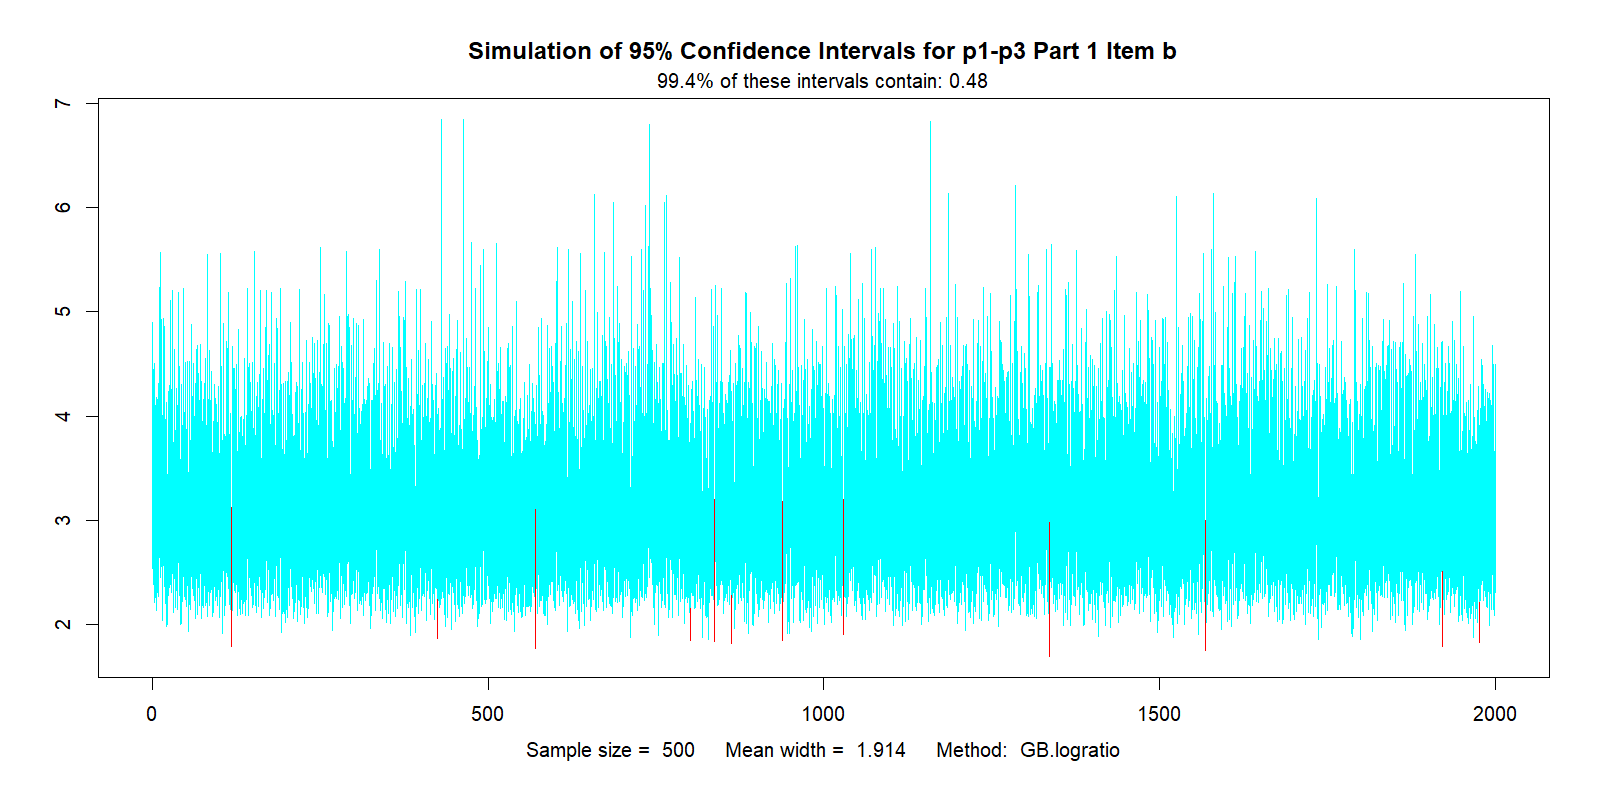 Simulation of 95% Confidence Intervals for p1-p3 Part 1 Item b
99.4% of these intervals contain: 0.48
7
6
5
4
3
2
0 500 1000 1500 2000
Sample size = 500 Mean width = 1.914 Method: GB.logratio